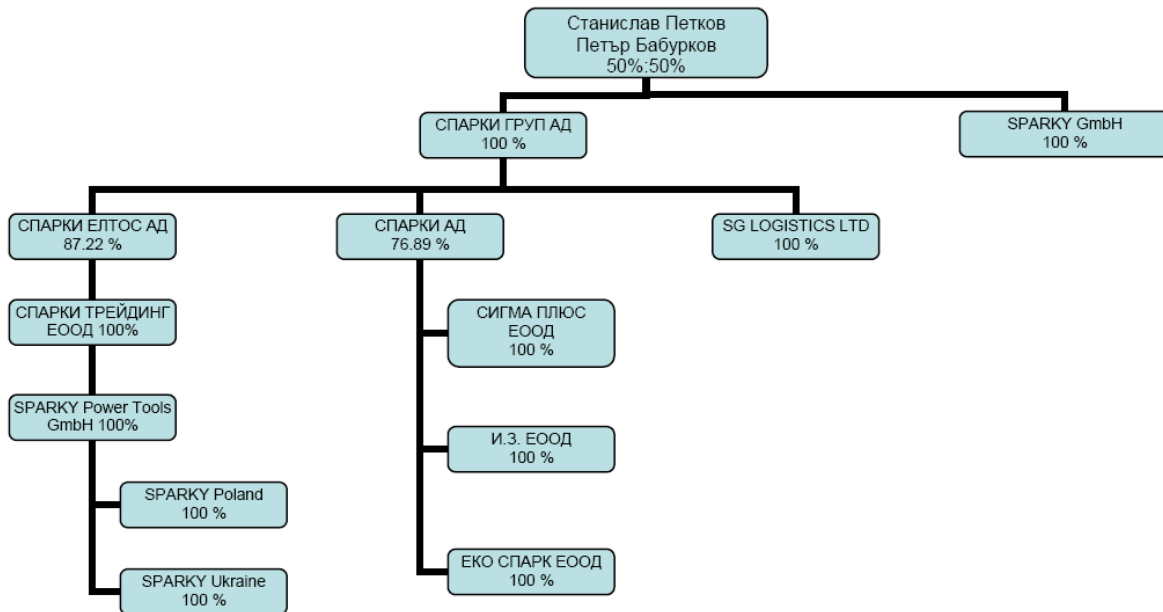 Станислав Петков
Петър Бабурков
50%:50%
СПАРКИ ГРУП АД
100 %
SPARKY GmbH
100 %
СПАРКИ ЕЛТОС АД
87.22 %
СПАРКИ АД
76.89 %
SG LOGISTICS LTD
100 %
СПАРКИ ТРЕЙДИНГ
ЕООД 100%
СИГМА ПЛЮС
ЕООД
100 %
SPARKY Power Tools
GmbH 100%
И.З. ЕООД
100 %
SPARKY Poland
100 %
ЕКО СПАРК ЕООД
100 %
SPARKY Ukraine
100 %